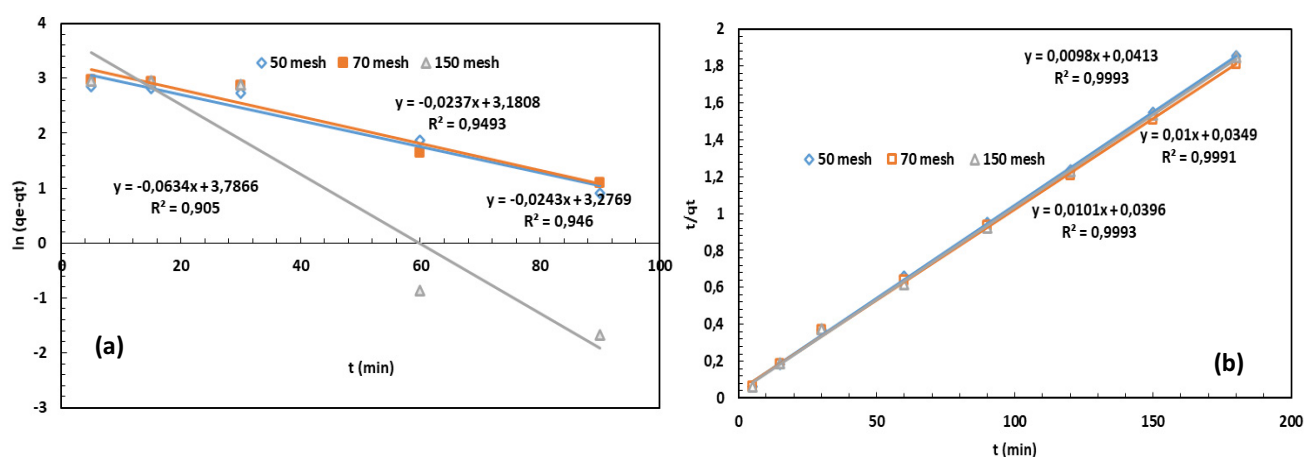 4
3
2
1
0
-1
-2
-3
0
20
40
60
80
100
ln (qe-qt)
t (min)
50 mesh
70 mesh
150 mesh
y = -0,0237x + 3,1808
R² = 0,9493
y = -0,0634x + 3,7866
R² = 0,905
y = -0,0243x + 3,2769
R² = 0,946
(a)
2
1,8
1,6
1,4
1,2
1
0,8
0,6
0,4
0,2
0
0
50
100
150
200
t/qt
t (min)
50 mesh
70 mesh
150 mesh
y = 0,0098x + 0,0413
R² = 0,9993
y = 0,01x + 0,0349
R² = 0,9991
y = 0,0101x + 0,0396
R² = 0,9993
(b)